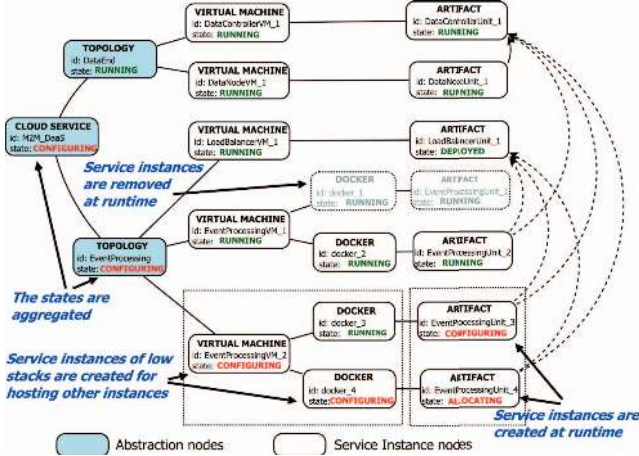 VIRTUAL MACHINE
id: DataControllerVM_1
state: RUNNING
ARTIFACT
id: DataControllerUnit_1
state: RUNNING
TOPOLOGY
id: DataEnd
state: RUNNING
VIRTUAL MACHINE
id: DataNodeVM_1
state: RUNNING
ARTIFACT
id: DataNodeUnit_1
state: RUNNING
CLOUD SERVICE
id: M2M_DaaS
state: CONFIGURING
VIRTUAL MACHINE
id: LoadBalancerVM_1
state: RUNNING
ARTIFACT
id: LoadBalancerUnit_1
state: DEPLOYED
Service instances
are removed
at runtime
DOCKER
id: docker_1
state: RUNNING
ARTIFACT
id: EventProcessingUnit_1
state: RUNNING
VIRTUAL MACHINE
id: EventProcessingVM_1
state: RUNNING
TOPOLOGY
id: EventProcessing
state: CONFIGURING
DOCKER
id: docker_2
state: RUNNING
ARTIFACT
id: EventProcessingUnit_2
state: RUNNING
The states are
aggregated
DOCKER
id: docker_3
state: RUNNING
ARTIFACT
id: EventProcessingUnit_3
state: CONFIGURING
VIRTUAL MACHINE
id: EventProcessingVM_2
state: CONFIGURING
Service instances of low
stacks are created for
hosting other instances
DOCKER
id: docker_4
state: CONFIGURING
ARTIFACT
id: EventProcessingUnit_4
state: ALLOCATING
Service instances are
created at runtime
Abstraction nodes
Service Instance nodes